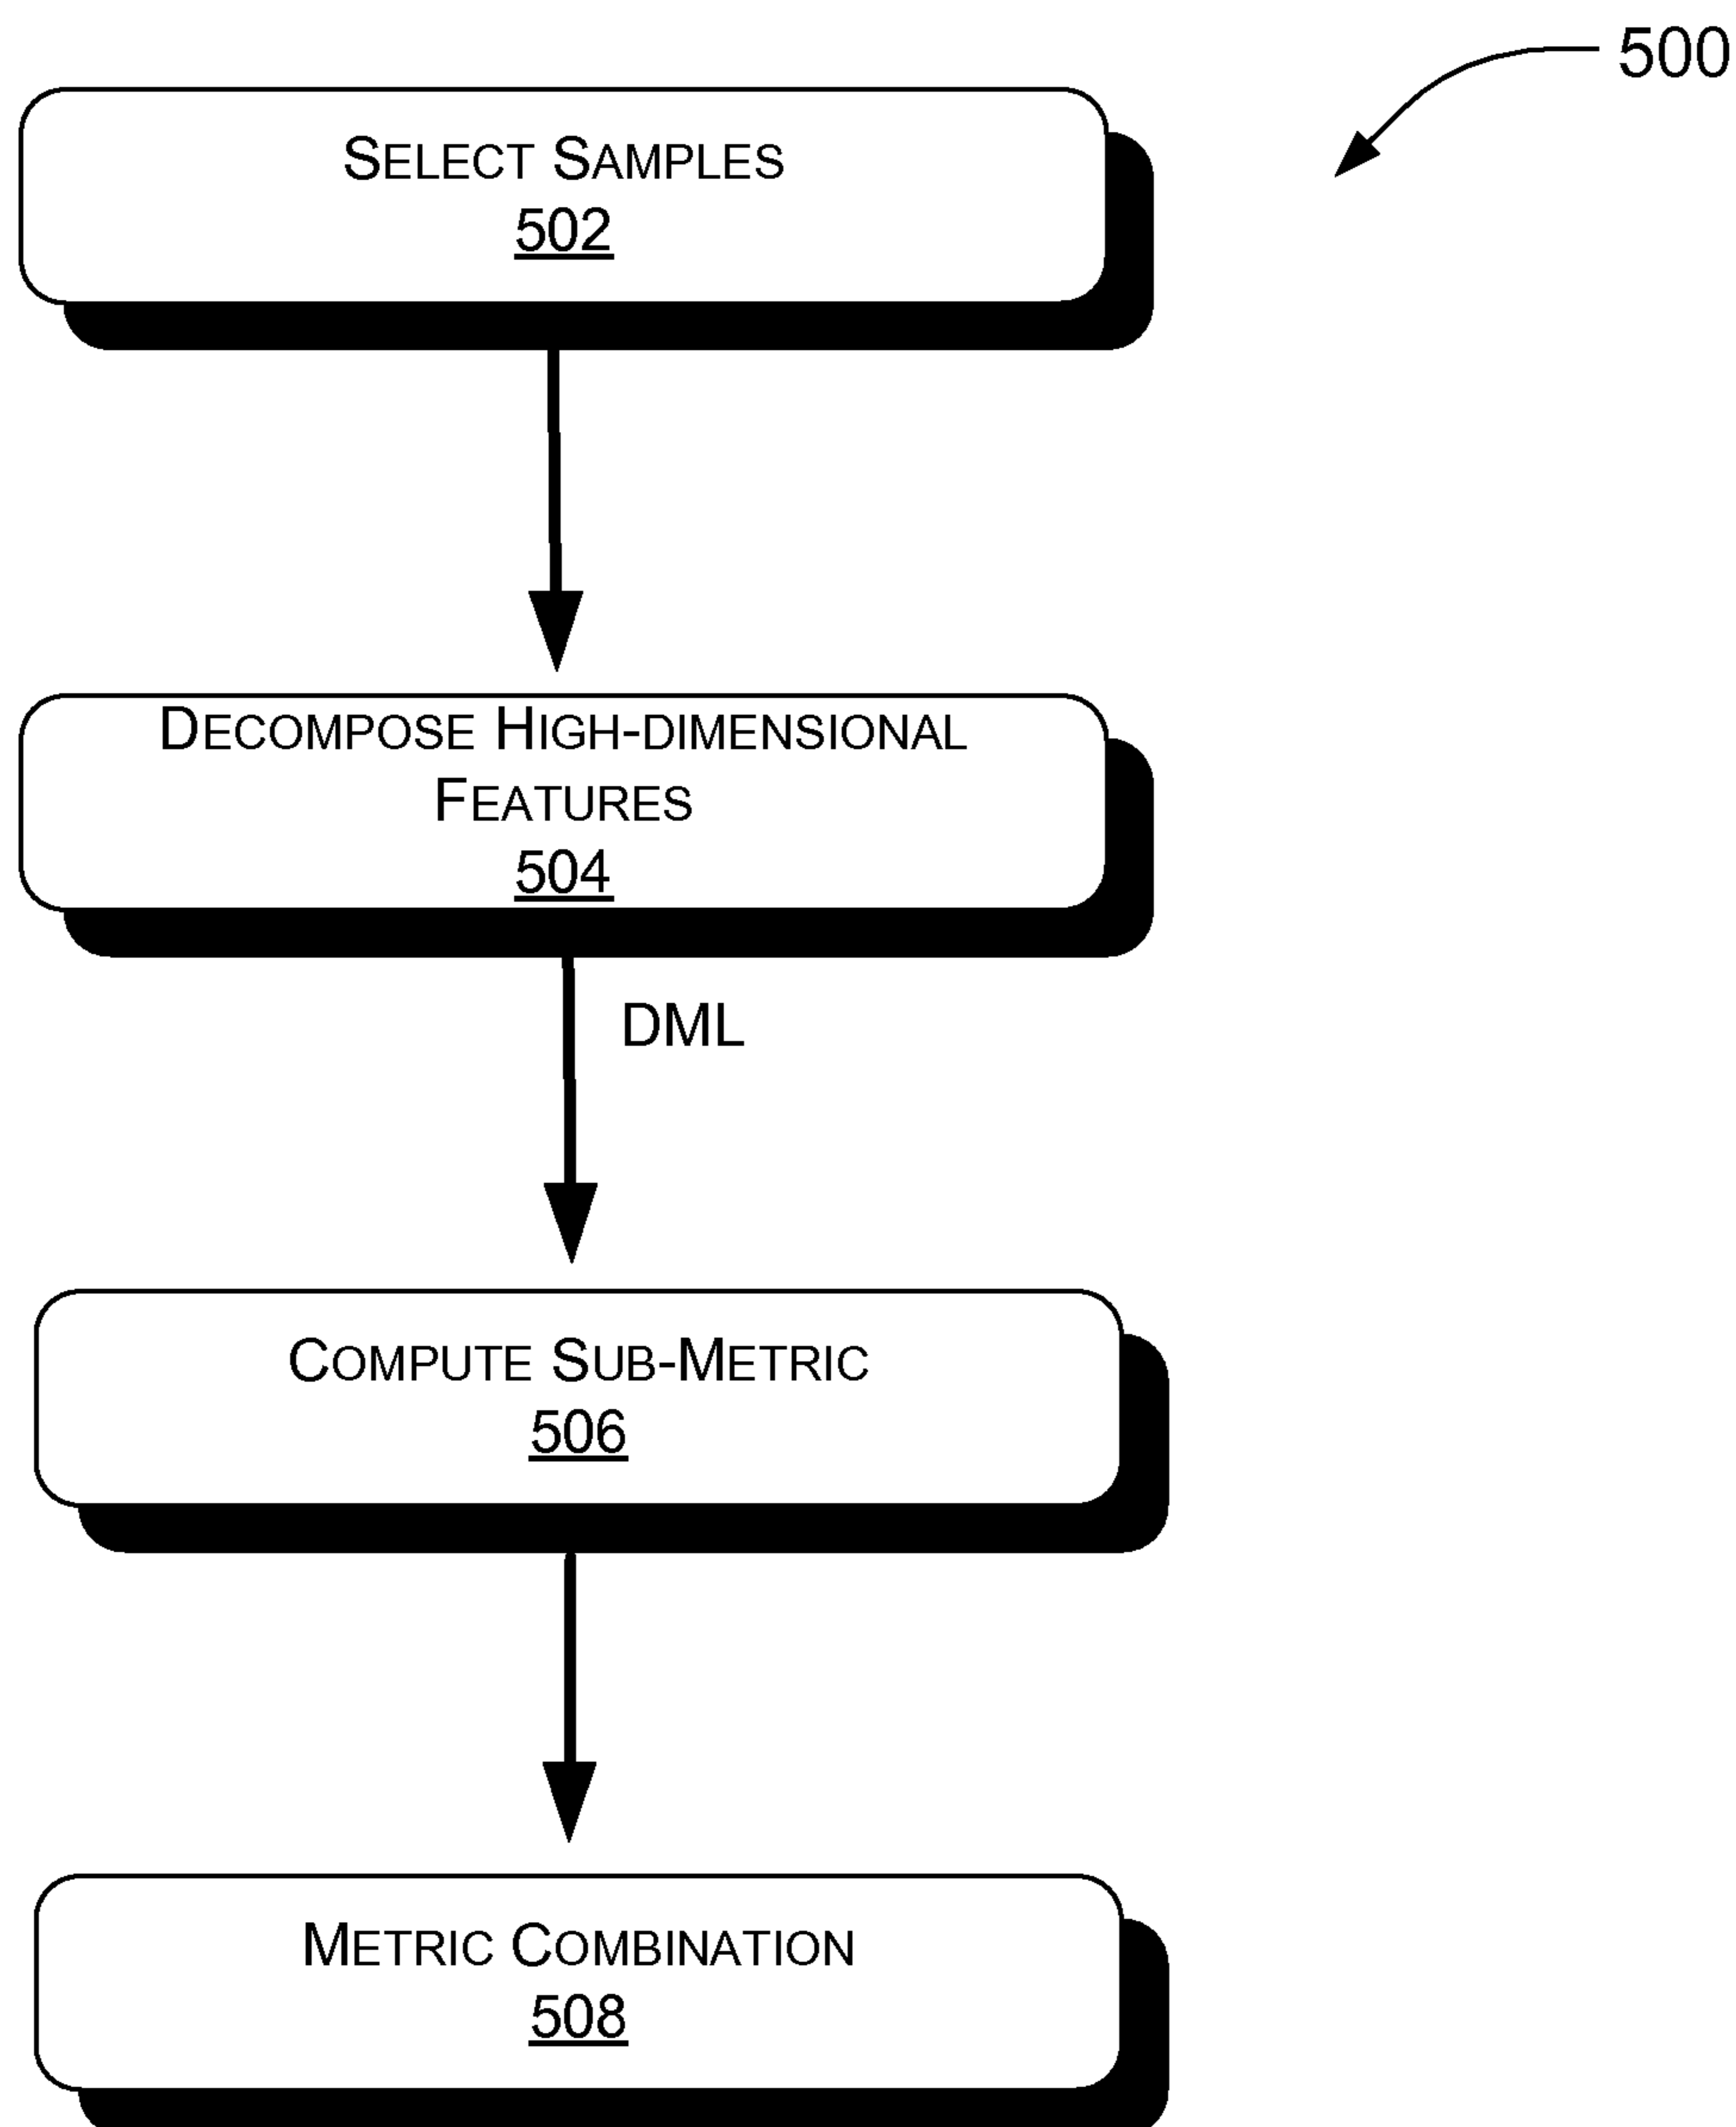 500
SELECT SAMPLES
502
DECOMPOSE HIGH-DIMENSIONAL
FEATURES
504
DML
COMPUTE SUB-METRIC
506
METRIC COMBINATION
508